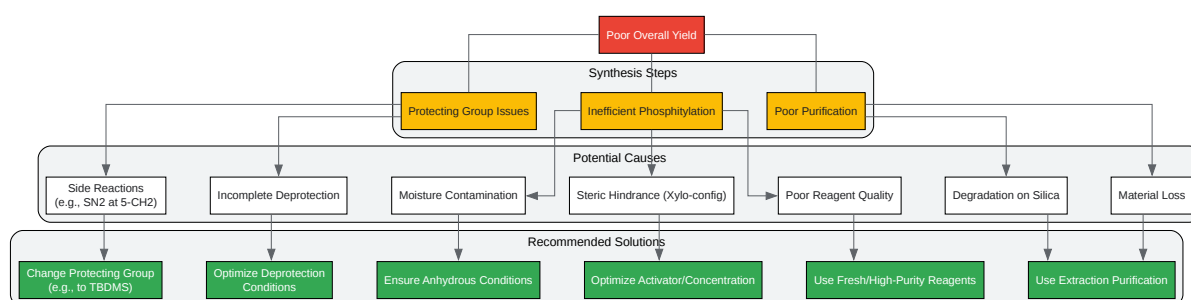 Poor Overall Yield
Synthesis Steps
Protecting Group Issues
Inefficient Phosphitylation
Poor Purification
Potential Causes
Side Reactions
(e.g., SN2 at 5-CH2)
Incomplete Deprotection
Moisture Contamination
Steric Hindrance (Xylo-config)
Poor Reagent Quality
Degradation on Silica
Material Loss
Recommended Solutions
Change Protecting Group
(e.g., to TBDMS)
Optimize Deprotection
Conditions
Ensure Anhydrous Conditions
Optimize Activator/Concentration
Use Fresh/High-Purity Reagents
Use Extraction Purification